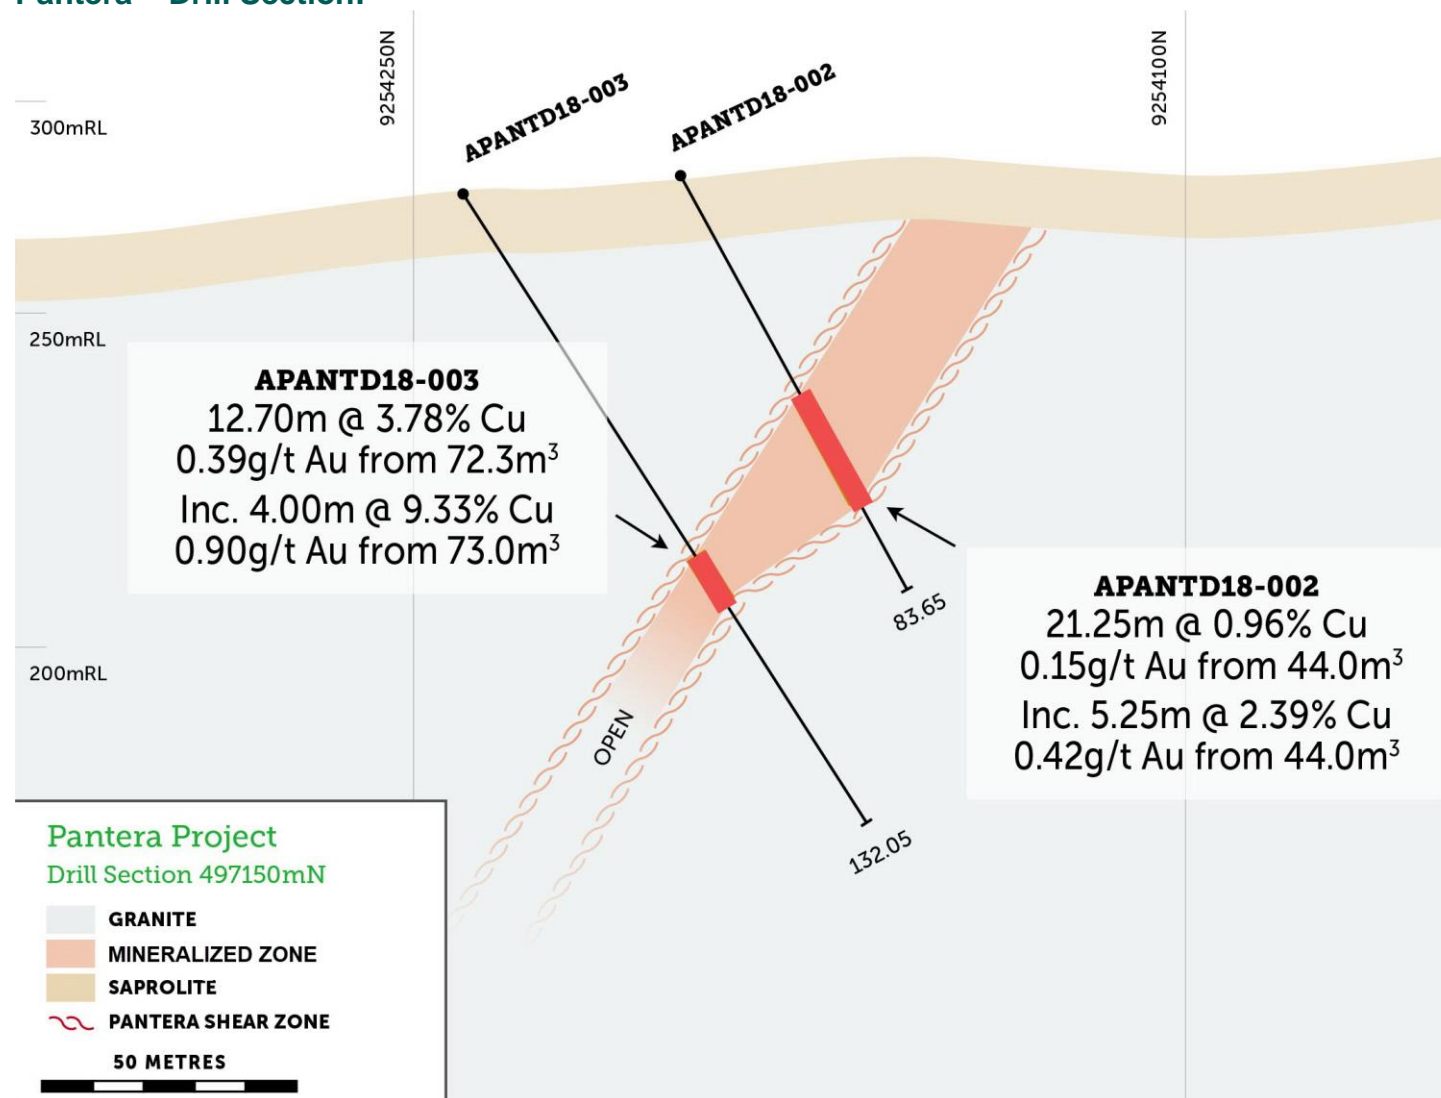 Pantera – Drill Section:
9254250N
9254100N
APANTD18-003
APANTD18-002
300mRL
250mRL
200mRL
APANTD18-003
12.70m @ 3.78% Cu
0.39g/t Au from 72.3m³
Inc. 4.00m @ 9.33% Cu
0.90g/t Au from 73.0m³
83.65
APANTD18-002
21.25m @ 0.96% Cu
0.15g/t Au from 44.0m³
Inc. 5.25m @ 2.39% Cu
0.42g/t Au from 44.0m³
OPEN
132.05
Pantera Project
Drill Section 497150mN
GRANITE
MINERALIZED ZONE
SAPROLITE
PANTERA SHEAR ZONE
50 METRES